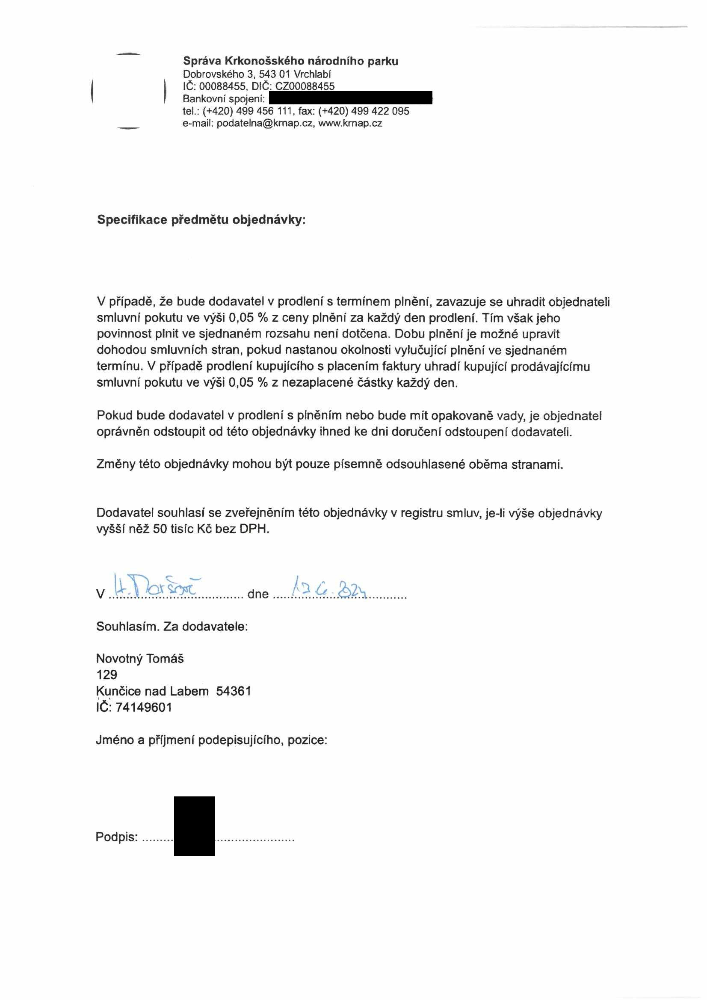 Správa Krkonošského národního parku
Dobrovského 3, 543 01 Vrchlabí
IČ: 00088455, DIČ: CZ00088455
Bankovní spojení:
tel.: (+420) 499 456 111, fax: (+420) 499 422 095
e-mail: podatelna@krnap.cz, www.krnap.cz
Specifikace předmětu objednávky:
V případě, že bude dodavatel v prodlení s termínem plnění, zavazuje se uhradit objednateli
smluvní pokutu ve výši 0,05 % z ceny plnění za každý den prodlení. Tím však jeho
povinnost plnit ve sjednaném rozsahu není dotčena. Dobu plnění je možné upravit
dohodou smluvních stran, pokud nastanou okolnosti vylučující plnění ve sjednaném
termínu. V případě prodlení kupujícího s placením faktury uhradí kupující prodávajícímu
smluvní pokutu ve výši 0,05 % z nezaplacené částky každý den.
Pokud bude dodavatel v prodlení s plněním nebo bude mít opakovaně vady, je objednatel
oprávněn odstoupit od této objednávky ihned ke dni doručení odstoupení dodavateli.
Změny této objednávky mohou být pouze písemně odsouhlasené oběma stranami.
Dodavatel souhlasí se zveřejněním této objednávky v registru smluv, je-li výše objednávky
vyšší něž 50 tisíc Kč bez DPH.
V H. Maršově dne 13 6. 2024
Souhlasím. Za dodavatele:
Novotný Tomáš
129
Kunčice nad Labem 54361
IČ: 74149601
Jméno a příjmení podepisujícího, pozice:
Podpis: